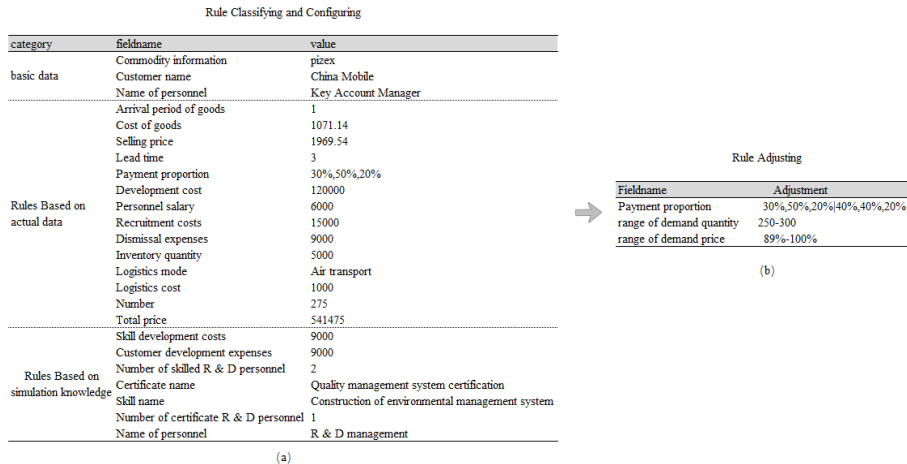 Rule Classifying and Configuring
category fieldname value
basic data
Commodity information pizex
Customer name China Mobile
Name of personnel Key Account Manager
Rules Based on actual data
Arrival period of goods 1
Cost of goods 1071.14
Selling price 1969.54
Lead time 3
Payment proportion 30%,50%,20%
Development cost 120000
Personnel salary 6000
Recruitment costs 15000
Dismissal expenses 9000
Inventory quantity 5000
Logistics mode Air transport
Logistics cost 1000
Number 275
Total price 541475
Rules Based on simulation knowledge
Skill development costs 9000
Customer development expenses 9000
Number of skilled R & D personnel 2
Certificate name Quality management system certification
Skill name Construction of environmental management system
Number of certificate R & D personnel 1
Name of personnel R & D management
(a)
Rule Adjusting
Fieldname Adjustment
Payment proportion 30%,50%,20%|40%,40%,20%
range of demand quantity 250-300
range of demand price 89%-100%
(b)